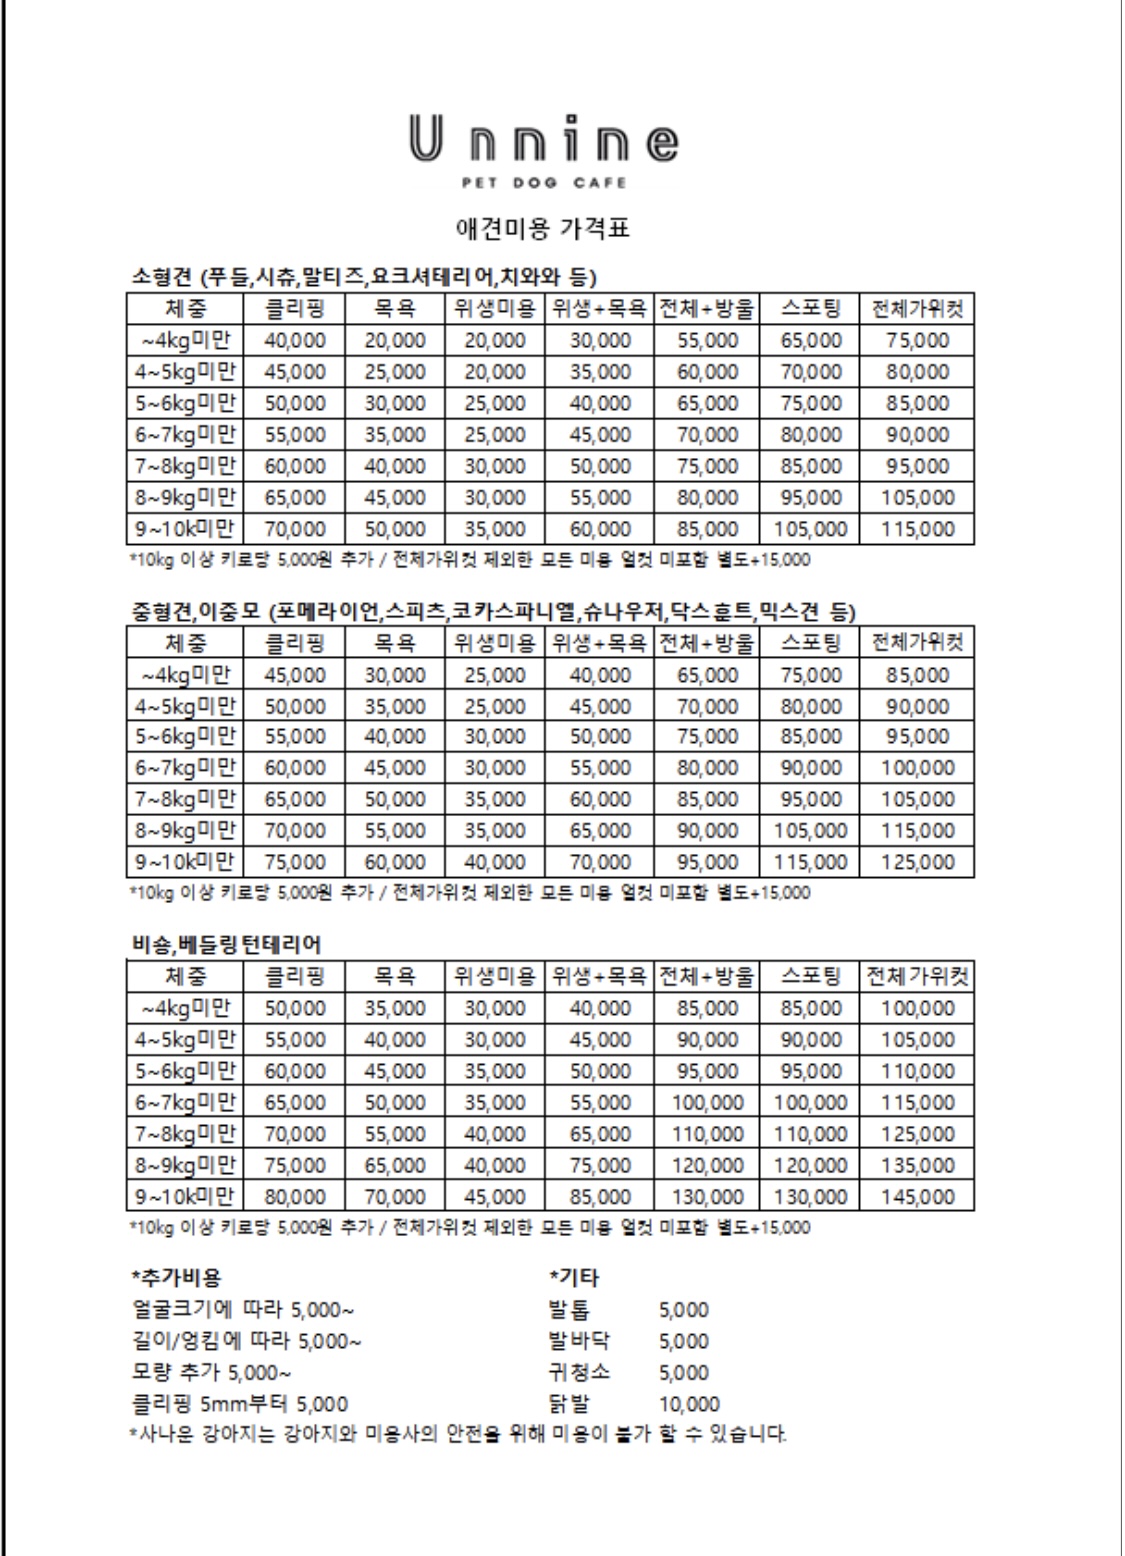 Unnine
PET DOG CAFE
애견미용 가격표
소형견 (푸들,시츄,말티즈,요크셔테리어,치와와 등)
체중 클리핑 목욕 위생미용 위생+목욕 전체+방울 스포팅 전체가위컷
~4kg미만 40,000 20,000 20,000 30,000 55,000 65,000 75,000
4~5kg미만 45,000 25,000 20,000 35,000 60,000 70,000 80,000
5~6kg미만 50,000 30,000 25,000 40,000 65,000 75,000 85,000
6~7kg미만 55,000 35,000 25,000 45,000 70,000 80,000 90,000
7~8kg미만 60,000 40,000 30,000 50,000 75,000 85,000 95,000
8~9kg미만 65,000 45,000 30,000 55,000 80,000 95,000 105,000
9~10k미만 70,000 50,000 35,000 60,000 85,000 105,000 115,000
*10kg 이상 키로당 5,000원 추가 / 전체가위컷 제외한 모든 미용 얼컷 미포함 별도+15,000
중형견,이중모 (포메라이언,스피츠,코카스파니엘,슈나우저,닥스훈트,믹스견 등)
체중 클리핑 목욕 위생미용 위생+목욕 전체+방울 스포팅 전체가위컷
~4kg미만 45,000 30,000 25,000 40,000 65,000 75,000 85,000
4~5kg미만 50,000 35,000 25,000 45,000 70,000 80,000 90,000
5~6kg미만 55,000 40,000 30,000 50,000 75,000 85,000 95,000
6~7kg미만 60,000 45,000 30,000 55,000 80,000 90,000 100,000
7~8kg미만 65,000 50,000 35,000 60,000 85,000 95,000 105,000
8~9kg미만 70,000 55,000 35,000 65,000 90,000 105,000 115,000
9~10k미만 75,000 60,000 40,000 70,000 95,000 115,000 125,000
*10kg 이상 키로당 5,000원 추가 / 전체가위컷 제외한 모든 미용 얼컷 미포함 별도+15,000
비숑,베들링턴테리어
체중 클리핑 목욕 위생미용 위생+목욕 전체+방울 스포팅 전체가위컷
~4kg미만 50,000 35,000 30,000 40,000 85,000 85,000 100,000
4~5kg미만 55,000 40,000 30,000 45,000 90,000 90,000 105,000
5~6kg미만 60,000 45,000 35,000 50,000 95,000 95,000 110,000
6~7kg미만 65,000 50,000 35,000 55,000 100,000 100,000 115,000
7~8kg미만 70,000 55,000 40,000 65,000 110,000 110,000 125,000
8~9kg미만 75,000 65,000 40,000 75,000 120,000 120,000 135,000
9~10k미만 80,000 70,000 45,000 85,000 130,000 130,000 145,000
*10kg 이상 키로당 5,000원 추가 / 전체가위컷 제외한 모든 미용 얼컷 미포함 별도+15,000
*추가비용 *기타
얼굴크기에 따라 5,000~ 발톱 5,000
길이/엉킴에 따라 5,000~ 발바닥 5,000
모량 추가 5,000~ 귀청소 5,000
클리핑 5mm부터 5,000 닭발 10,000
*사나운 강아지는 강아지와 미용사의 안전을 위해 미용이 불가 할 수 있습니다.